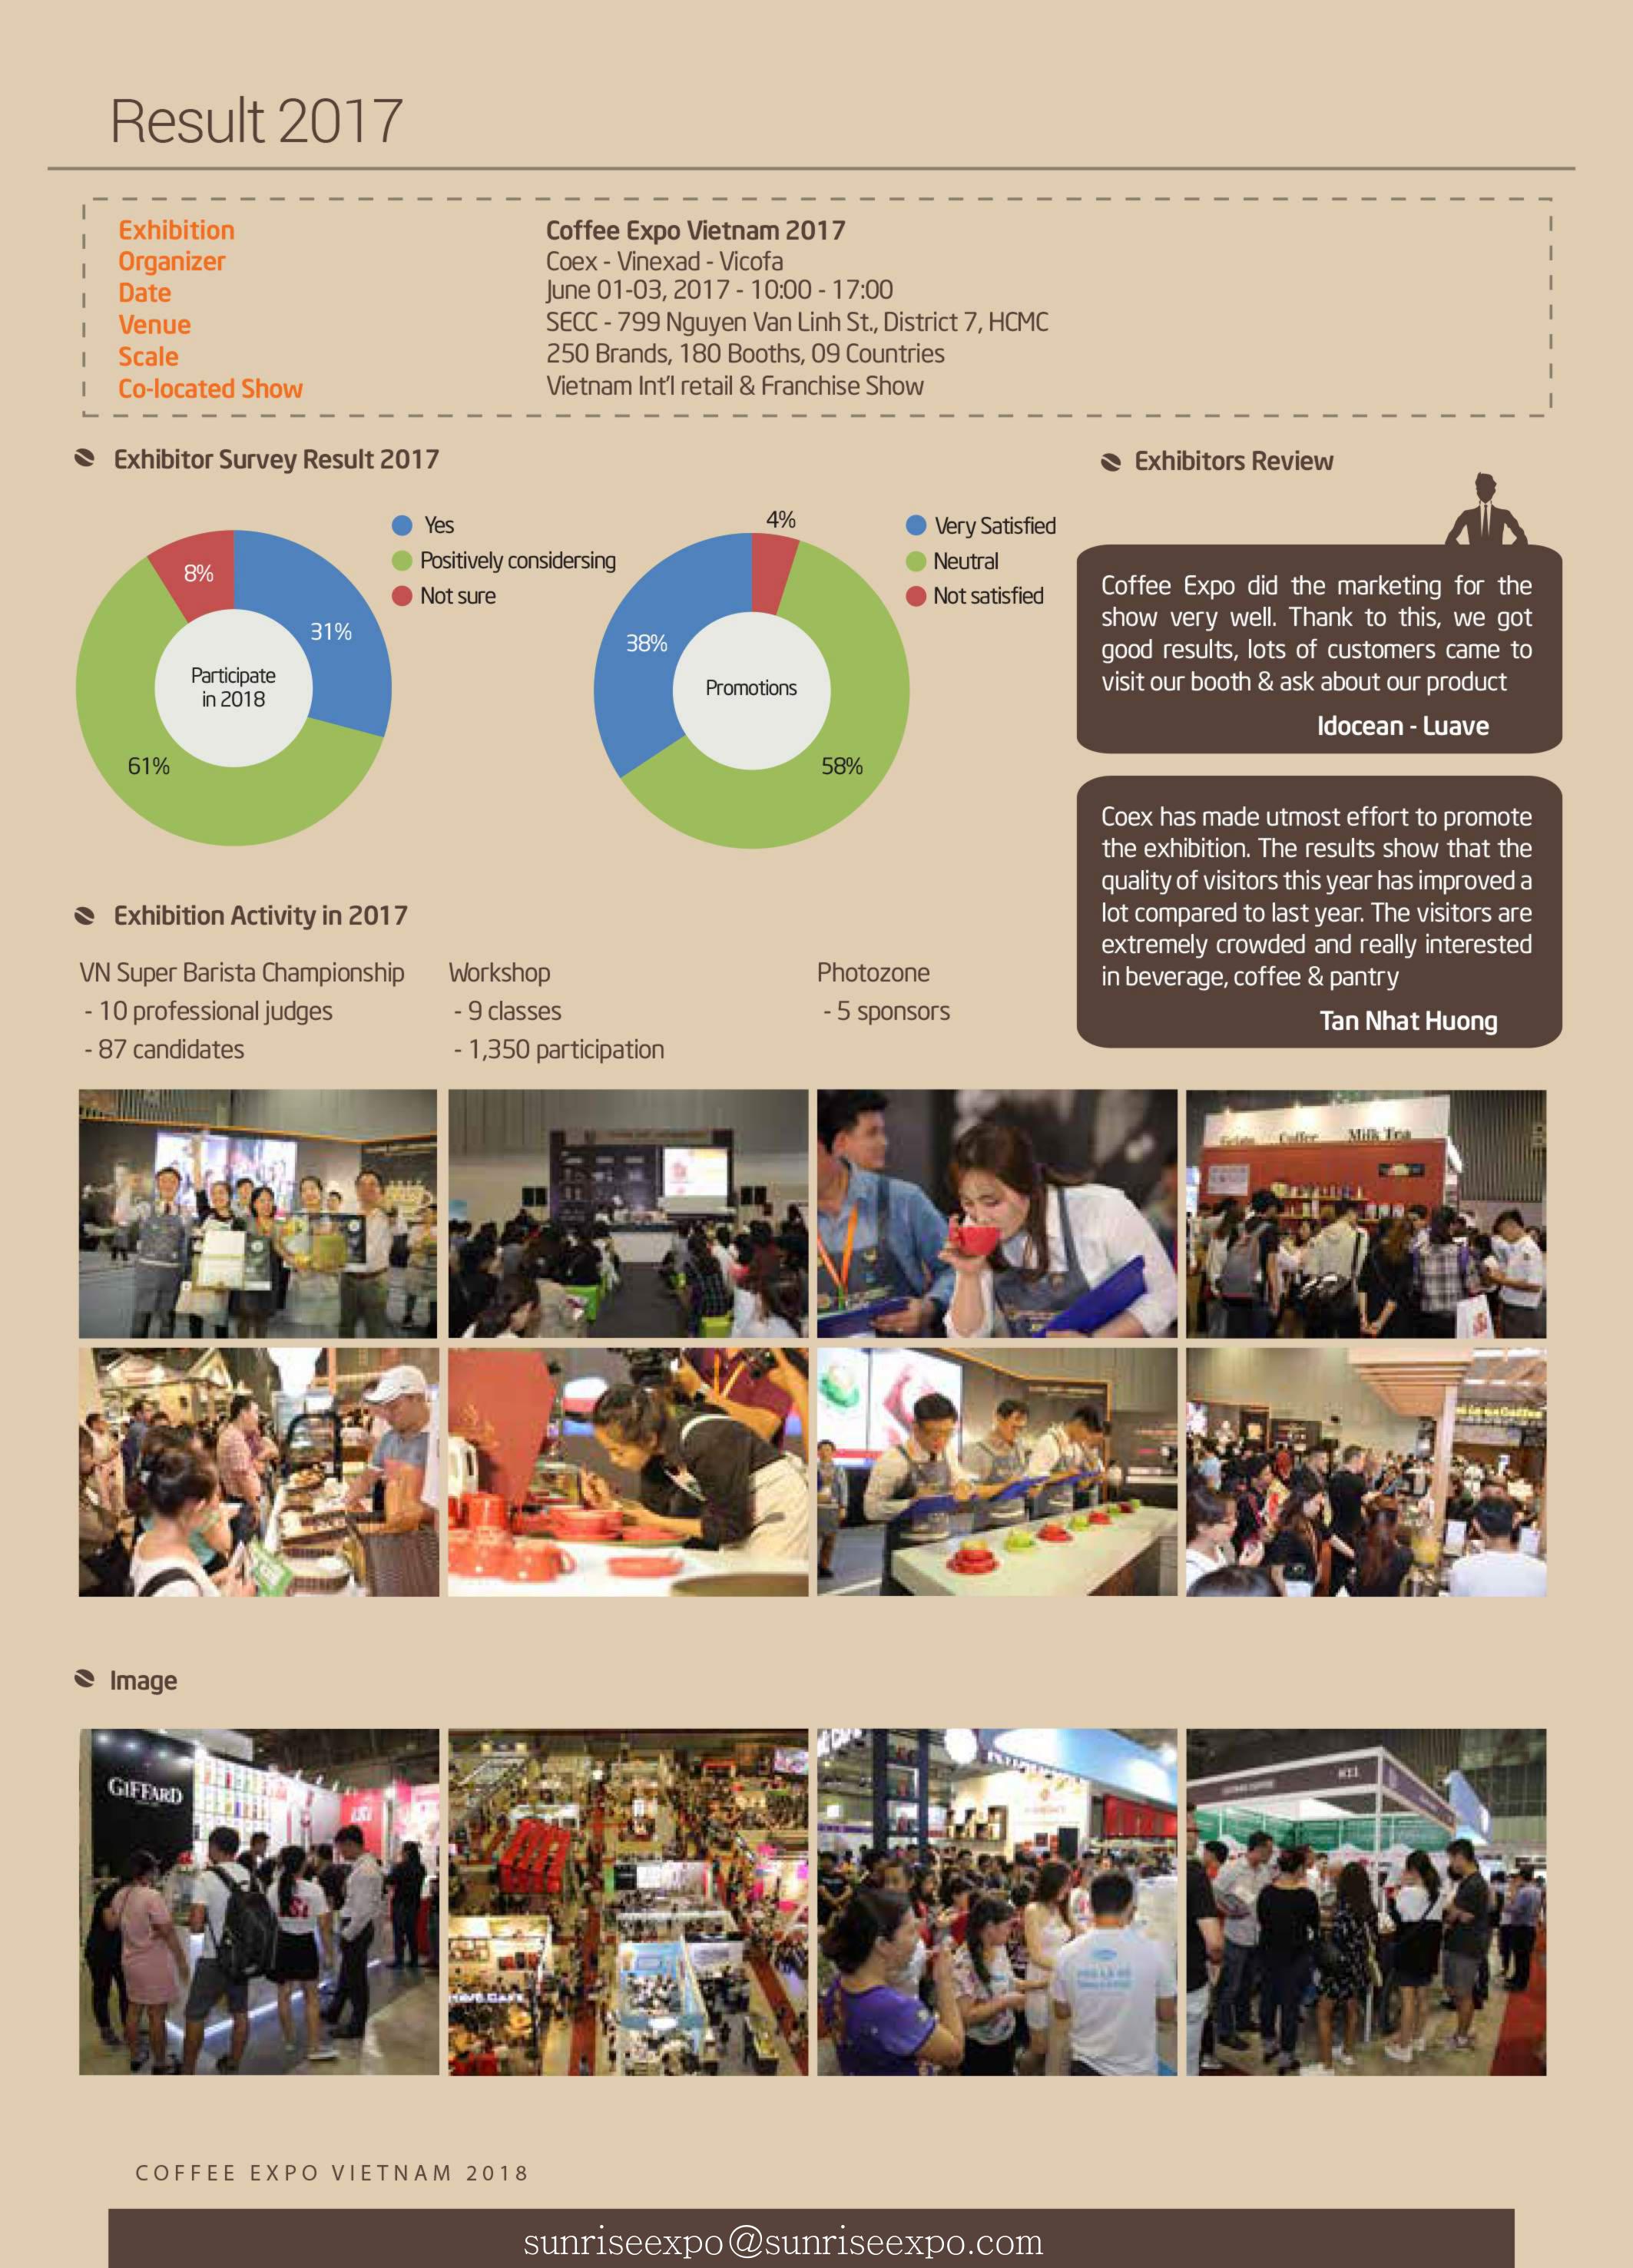 Result 2017
Exhibition
Coffee Expo Vietnam 2017
Organizer
Coex - Vinexad - Vicofa
Date
June 01-03, 2017 - 10:00 - 17:00
Venue
SECC - 799 Nguyen Van Linh St., District 7, HCMC
Scale
250 Brands, 180 Booths, 09 Countries
Co-located Show
Vietnam Int'l retail & Franchise Show
Exhibitor Survey Result 2017
Yes
Positively considersing
Not sure
8%
31%
61%
Participate
in 2018
4%
38%
58%
Promotions
Very Satisfied
Neutral
Not satisfied
Exhibitors Review
Coffee Expo did the marketing for the
show very well. Thank to this, we got
good results, lots of customers came to
visit our booth & ask about our product
Idocean - Luave
Coex has made utmost effort to promote
the exhibition. The results show that the
quality of visitors this year has improved a
lot compared to last year. The visitors are
extremely crowded and really interested
in beverage, coffee & pantry
Tan Nhat Huong
Exhibition Activity in 2017
VN Super Barista Championship
- 10 professional judges
- 87 candidates
Workshop
- 9 classes
- 1,350 participation
Photozone
- 5 sponsors
Gelato Coffee Milk Tea
Image
GIFFARD
COFFEE EXPO VIETNAM 2018
sunriseexpo@sunriseexpo.com